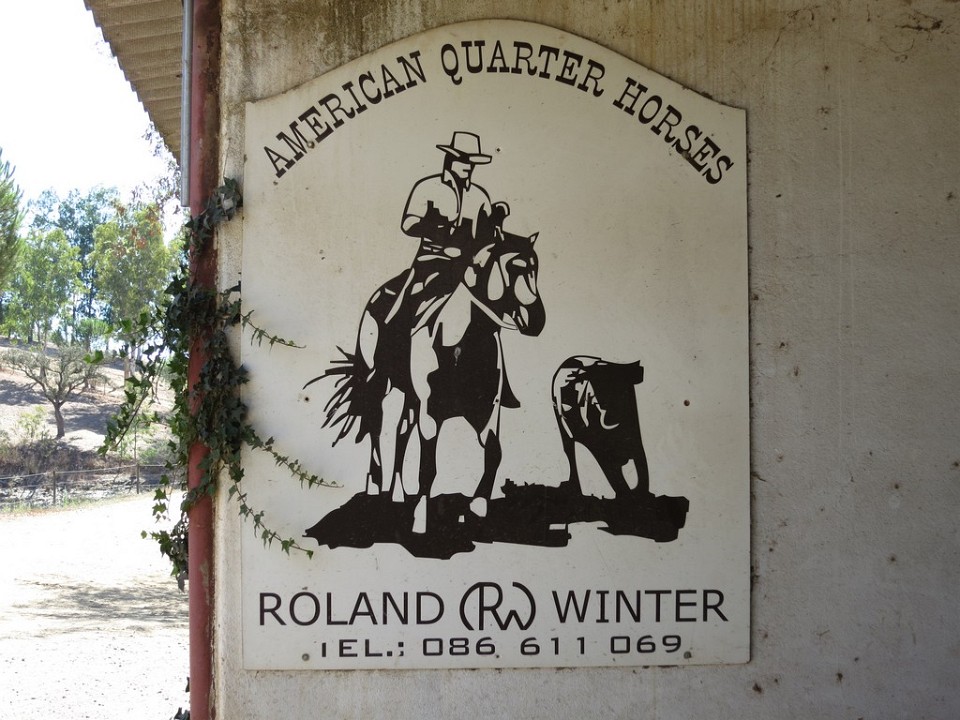 AMERICAN QUARTER HORSES
ROLAND RW WINTER
TEL.: 086 611 069